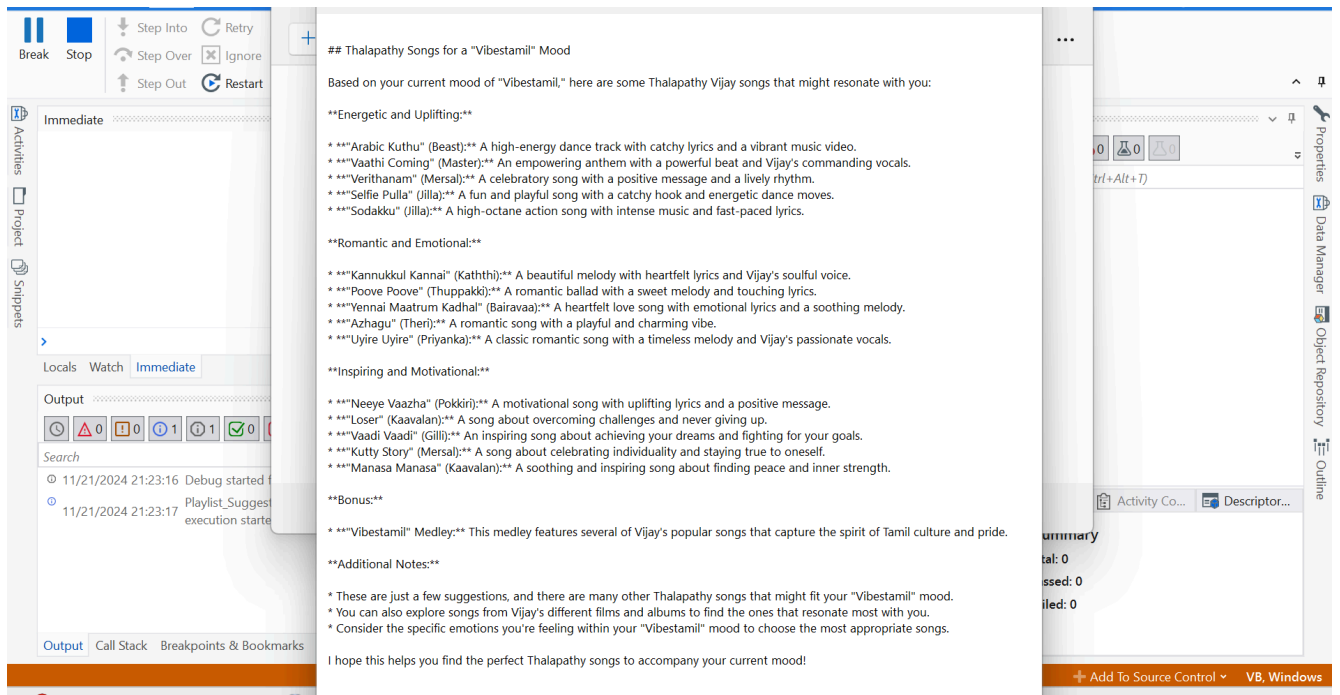 Break
Stop
Step Into
Retry
Step Over
Ignore
Step Out
Restart
## Thalapathy Songs for a "Vibestamil" Mood
Based on your current mood of "Vibestamil," here are some Thalapathy Vijay songs that might resonate with you:
**Energetic and Uplifting:**
* **"Arabic Kuthu" (Beast):** A high-energy dance track with catchy lyrics and a vibrant music video.
* **"Vaathi Coming" (Master):** An empowering anthem with a powerful beat and Vijay's commanding vocals.
* **"Verithanam" (Mersal):** A celebratory song with a positive message and a lively rhythm.
* **"Selfie Pulla" (Jilla):** A fun and playful song with a catchy hook and energetic dance moves.
* **"Sodakku" (Jilla):** A high-octane action song with intense music and fast-paced lyrics.
**Romantic and Emotional:**
* **"Kannukkul Kannai" (Kaththi):** A beautiful melody with heartfelt lyrics and Vijay's soulful voice.
* **"Poove Poove" (Thuppakki):** A romantic ballad with a sweet melody and touching lyrics.
* **"Yennai Maatrum Kadhal" (Bairavaa):** A heartfelt love song with emotional lyrics and a soothing melody.
* **"Azhagu" (Theri):** A romantic song with a playful and charming vibe.
* **"Uyire Uyire" (Priyanka):** A classic romantic song with a timeless melody and Vijay's passionate vocals.
**Inspiring and Motivational:**
* **"Neeye Vaazha" (Pokkiri):** A motivational song with uplifting lyrics and a positive message.
* **"Loser" (Kaavalan):** A song about overcoming challenges and never giving up.
* **"Vaadi Vaadi" (Gilli):** An inspiring song about achieving your dreams and fighting for your goals.
* **"Kutty Story" (Mersal):** A song about celebrating individuality and staying true to oneself.
* **"Manasa Manasa" (Kaavalan):** A soothing and inspiring song about finding peace and inner strength.
**Bonus:**
* **"Vibestamil" Medley:** This medley features several of Vijay's popular songs that capture the spirit of Tamil culture and pride.
**Additional Notes:**
* These are just a few suggestions, and there are many other Thalapathy songs that might fit your "Vibestamil" mood.
* You can also explore songs from Vijay's different films and albums to find the ones that resonate most with you.
* Consider the specific emotions you're feeling within your "Vibestamil" mood to choose the most appropriate songs.
I hope this helps you find the perfect Thalapathy songs to accompany your current mood!
Activities
Project
Snippets
Immediate
Locals Watch Immediate
Output
0 0 1 1 0
Search
11/21/2024 21:23:16 Debug started f
11/21/2024 21:23:17 Playlist_Suggest
execution starte
Output Call Stack Breakpoints & Bookmarks
0 0 0
trl+Alt+T)
Properties
Data Manager
Object Repository
Outline
Activity Co...
Descriptor...
ummary
tal: 0
ssed: 0
iled: 0
Add To Source Control
VB, Windows